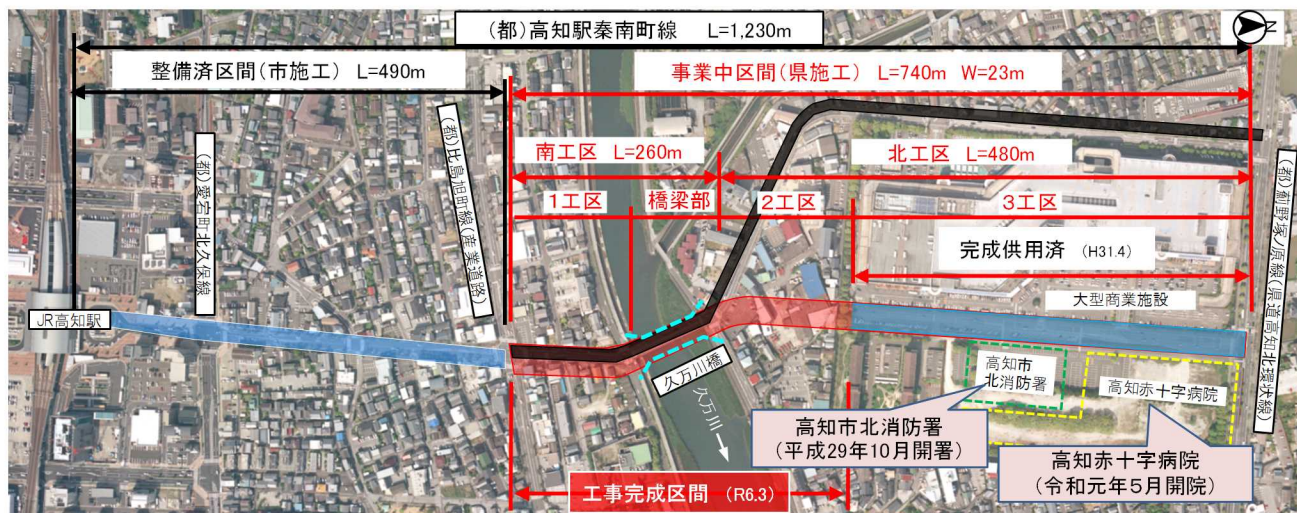 (都)高知駅秦南町線 L=1,230m
N
整備済区間(市施工) L=490m
事業中区間(県施工) L=740m W=23m
(都)愛宕町北久保線
(都)比島旭町線(産業道路)
南工区 L=260m
北工区 L=480m
1工区
橋梁部
2工区
3工区
完成供用済 (H31.4)
大型商業施設
(都)薊野塚ノ原線(県道高知北環状線)
JR高知駅
久万川橋
久万川
高知市
北消防署
高知赤十字病院
高知市北消防署
(平成29年10月開署)
高知赤十字病院
(令和元年5月開院)
工事完成区間 (R6.3)